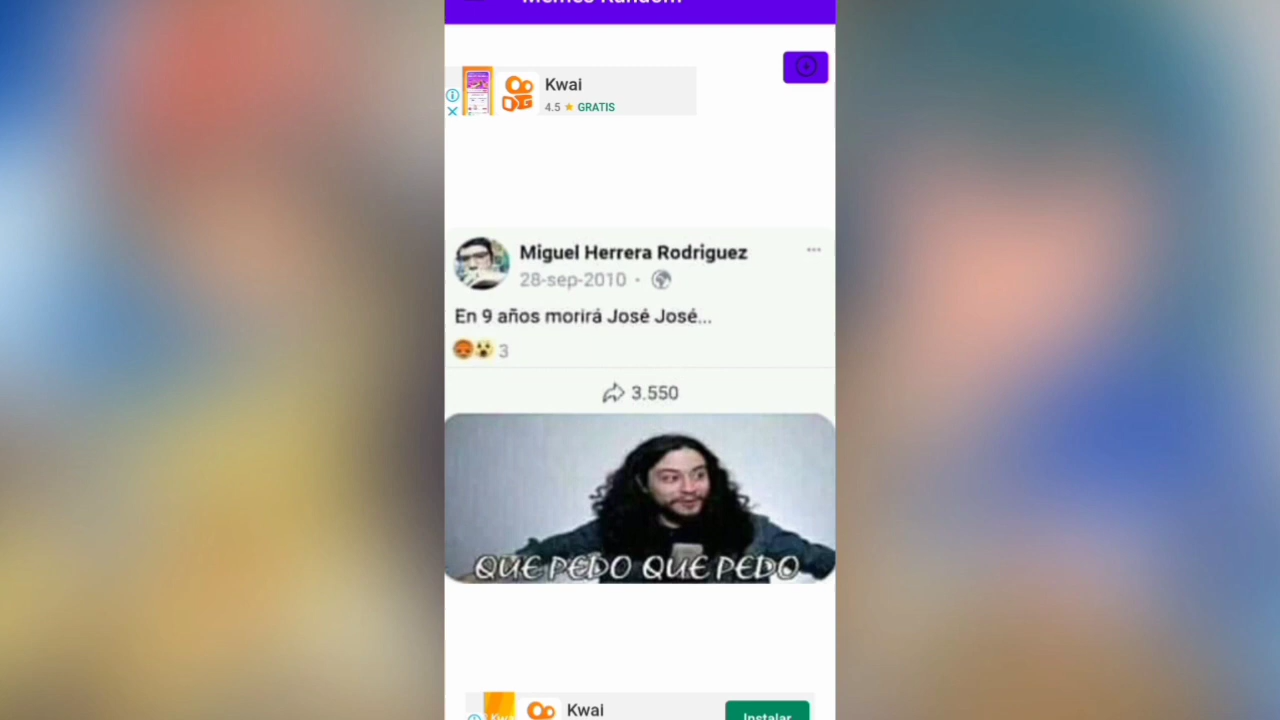 Memes Random
Kwai
4.5 ★ GRATIS
Miguel Herrera Rodriguez
28-sep-2010 ·
En 9 años morirá José José...
3
3.550
QUE PEDO QUE PEDO
Kwai
Instalar